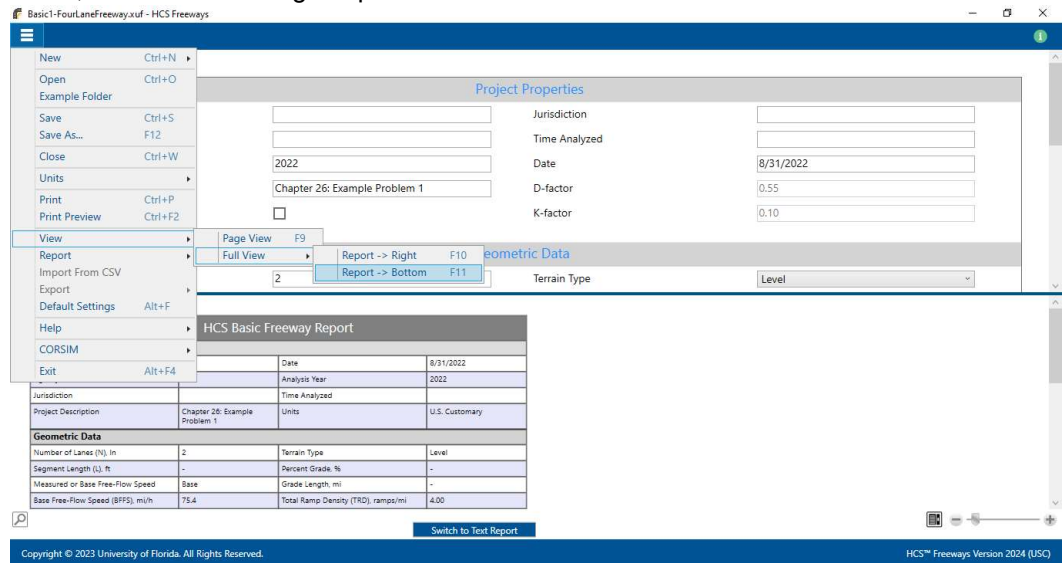 Basic1-FourLaneFreeway.xuf - HCS Freeways
New Ctrl+N
Open Ctrl+O
Example Folder
Save Ctrl+S
Save As... F12
Close Ctrl+W
Units
Print Ctrl+P
Print Preview Ctrl+F2
View
Report
Import From CSV
Export
Default Settings Alt+F
Help
CORSIM
Exit Alt+F4
Page View F9
Full View
Report -> Right F10
Report -> Bottom F11
Project Properties
Jurisdiction
Time Analyzed
2022 Date 8/31/2022
Chapter 26: Example Problem 1 D-factor 0.55
K-factor 0.10
eometric Data
2 Terrain Type Level
HCS Basic Freeway Report
Date 8/31/2022
Analysis Year 2022
Jurisdiction Time Analyzed
Project Description Chapter 26: Example Problem 1 Units U.S. Customary
Geometric Data
Number of Lanes (N), ln 2 Terrain Type Level
Segment Length (L), ft - Percent Grade, % -
Measured or Base Free-Flow Speed Base Grade Length, mi -
Base Free-Flow Speed (BFFS), mi/h 75.4 Total Ramp Density (TRD), ramps/mi 4.00
Switch to Text Report
Copyright © 2023 University of Florida. All Rights Reserved. HCS™ Freeways Version 2024 (USC)